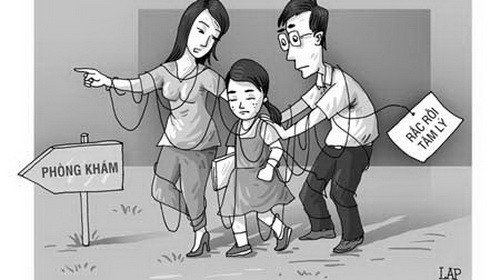 PHÒNG KHÁM
RẮC RỐI
TÂM LÝ
LAP